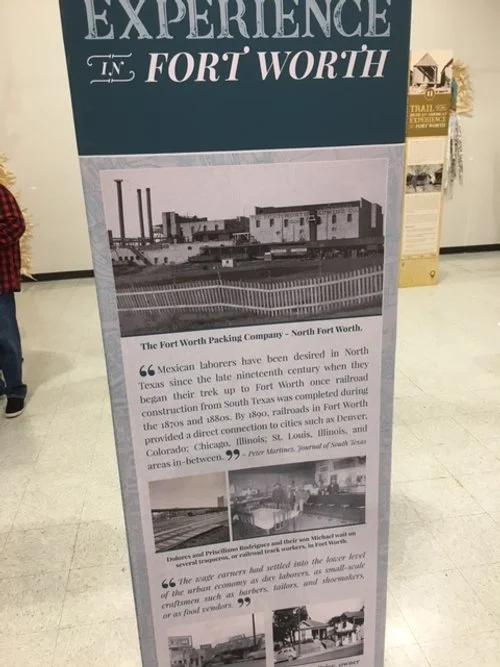 EXPERIENCE
IN FORT WORTH
The Fort Worth Packing Company - North Fort Worth.
“ Mexican laborers have been desired in North
Texas since the late nineteenth century when they
began their trek up to Fort Worth once railroad
construction from South Texas was completed during
the 1870s and 1880s. By 1890, railroads in Fort Worth
provided a direct connection to cities such as Denver,
Colorado; Chicago, Illinois; St. Louis, Illinois, and
areas in-between. ” - Peter Martinez, Journal of South Texas
Dolores and Priscilliano Rodriguez and their son Michael wait on
several traqueros, or railroad track workers, in Fort Worth.
“ The wage earners had settled into the lower level
of the urban economy as day laborers, as small-scale
craftsmen such as barbers, tailors, and shoemakers,
or as food vendors. ”
owner
TRAIL
EXPERIENCE
IN FORT WORTH